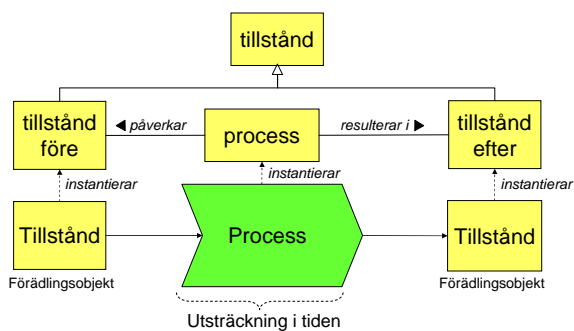 tillstånd
tillstånd
före
◀ påverkar
process
resulterar i ▶
tillstånd
efter
instantierar
instantierar
instantierar
Tillstånd
Process
Tillstånd
Förädlingsobjekt
Förädlingsobjekt
Utsträckning i tiden